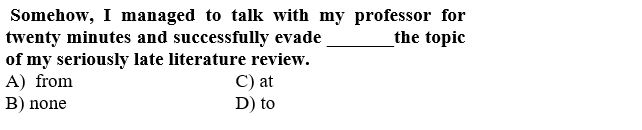 Somehow, I managed to talk with my professor for
twenty minutes and successfully evade _______the topic
of my seriously late literature review.
A) from C) at
B) none D) to